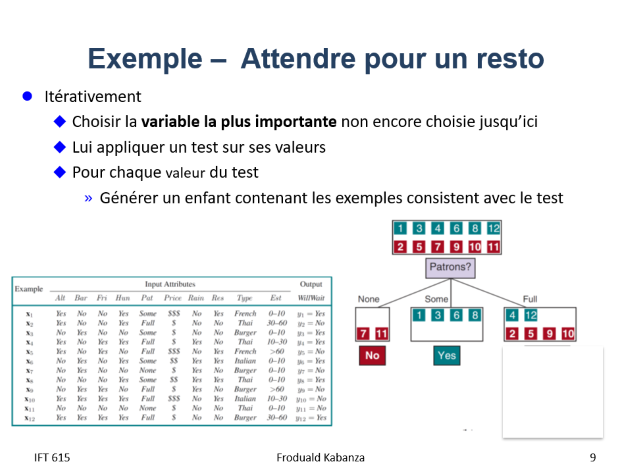 Exemple – Attendre pour un resto
Itérativement
Choisir la variable la plus importante non encore choisie jusqu'ici
Lui appliquer un test sur ses valeurs
Pour chaque valeur du test
» Générer un enfant contenant les exemples consistent avec le test
1 3 4 6 8 12
2 5 7 9 10 11
Patrons?
None Some Full
1 3 6 8
4 12
7 11
2 5 9 10
No
Yes
Example Input Attributes Output
Alt Bar Fri Hun Pat Price Rain Res Type Est WillWait
x1 Yes No No Yes Some $$$ No Yes French 0–10 y1 = Yes
x2 Yes No No Yes Full $ No No Thai 30–60 y2 = No
x3 No Yes No No Some $ No No Burger 0–10 y3 = Yes
x4 Yes No Yes Yes Full $ Yes No Thai 10–30 y4 = Yes
x5 Yes No Yes No Full $$$ No Yes French >60 y5 = No
x6 No Yes No Yes Some $$ Yes Yes Italian 0–10 y6 = Yes
x7 No Yes No No None $ Yes No Burger 0–10 y7 = No
x8 No No No Yes Some $$ Yes Yes Thai 0–10 y8 = Yes
x9 No Yes Yes No Full $ Yes No Burger >60 y9 = No
x10 Yes Yes Yes Yes Full $$$ No Yes Italian 10–30 y10 = No
x11 No No No No None $ No No Thai 0–10 y11 = No
x12 Yes Yes Yes Yes Full $ No No Burger 30–60 y12 = Yes
IFT 615
Froduald Kabanza
9